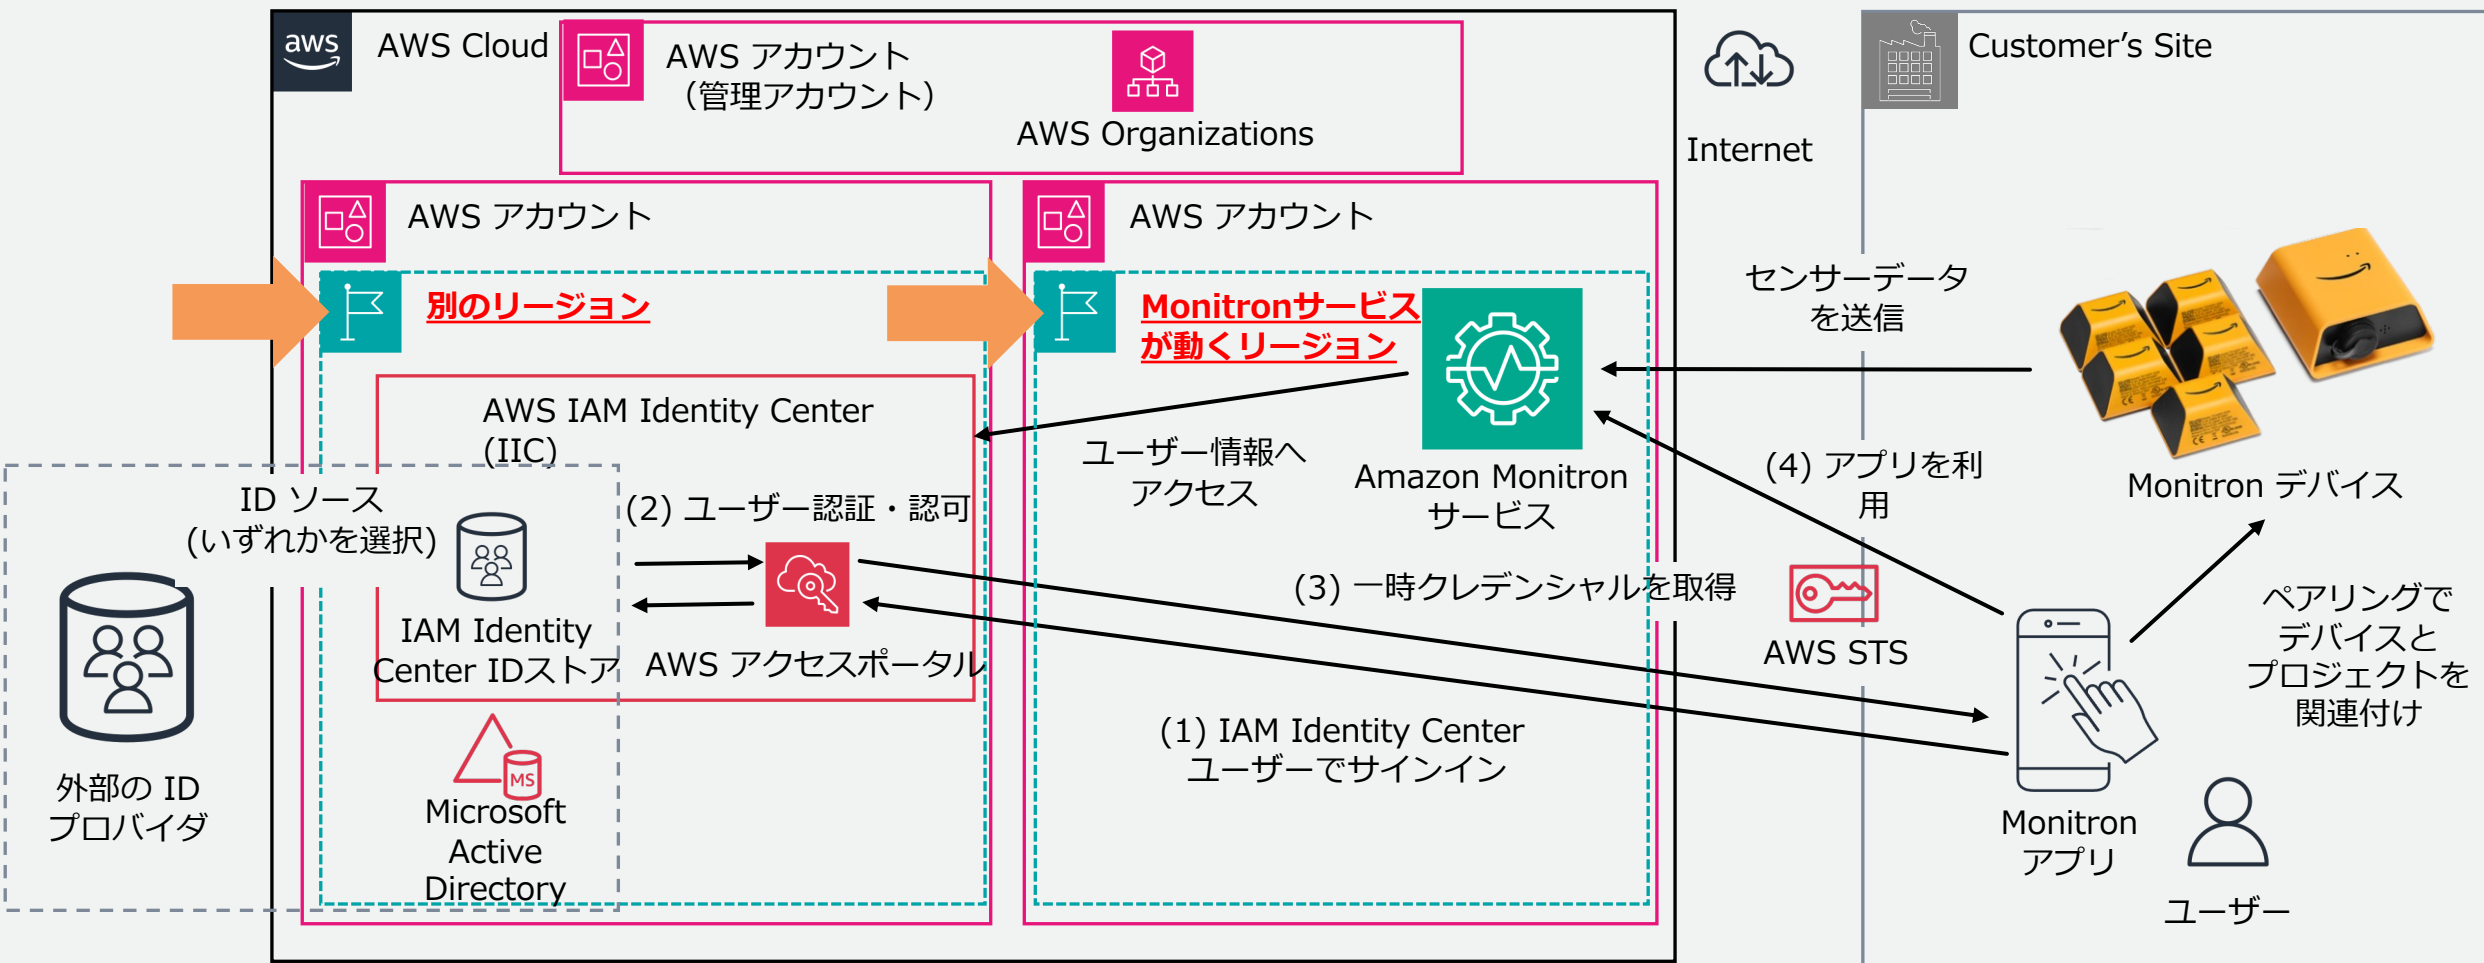 aws
AWS Cloud
AWS アカウント
（管理アカウント）
AWS Organizations
Internet
Customer's Site
AWS アカウント
別のリージョン
AWS IAM Identity Center
(IIC)
ID ソース
(いずれかを選択)
(2) ユーザー認証・認可
IAM Identity
Center IDストア
AWS アクセスポータル
外部の ID
プロバイダ
MS
Microsoft
Active
Directory
AWS アカウント
Monitronサービス
が動くリージョン
ユーザー情報へ
アクセス
Amazon Monitron
サービス
(3) 一時クレデンシャルを取得
(1) IAM Identity Center
ユーザーでサインイン
センサーデータ
を送信
(4) アプリを利
用
AWS STS
Monitron デバイス
ペアリングで
デバイスと
プロジェクトを
関連付け
Monitron
アプリ
ユーザー